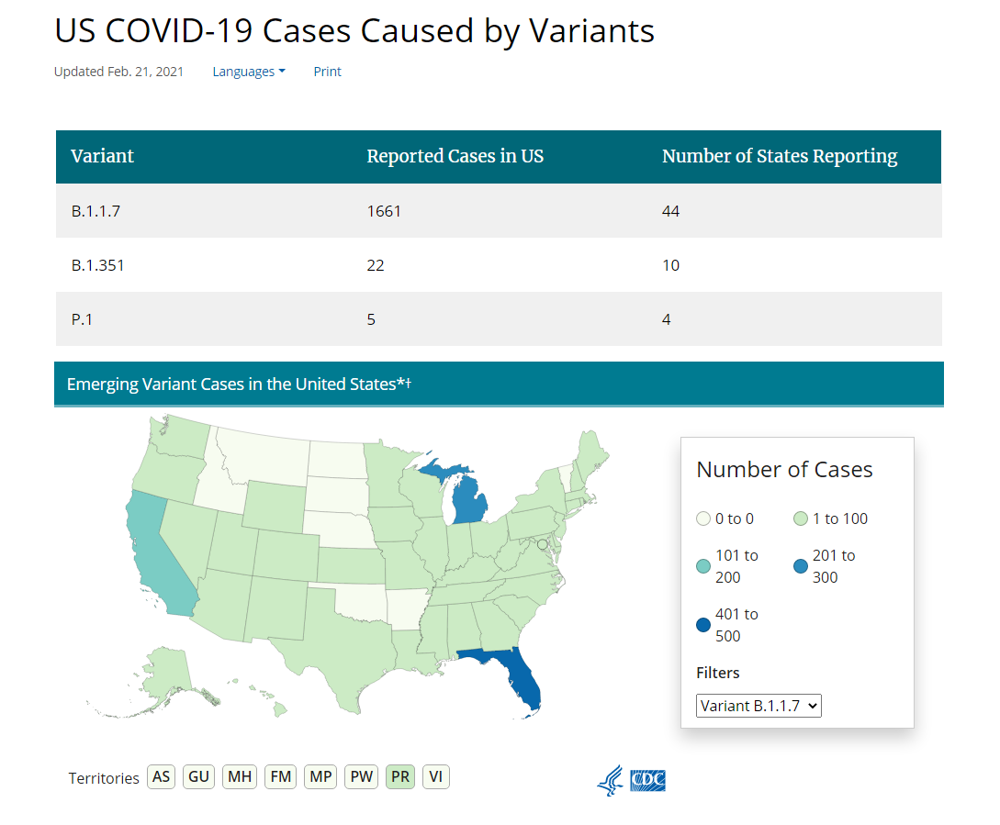 US COVID-19 Cases Caused by Variants
Updated Feb. 21, 2021 Languages Print
Variant Reported Cases in US Number of States Reporting
B.1.1.7 1661 44
B.1.351 22 10
P.1 5 4
Emerging Variant Cases in the United States*†
Number of Cases
0 to 0 1 to 100
101 to 200 201 to 300
401 to 500
Filters
Variant B.1.1.7
Territories AS GU MH FM MP PW PR VI
CDC